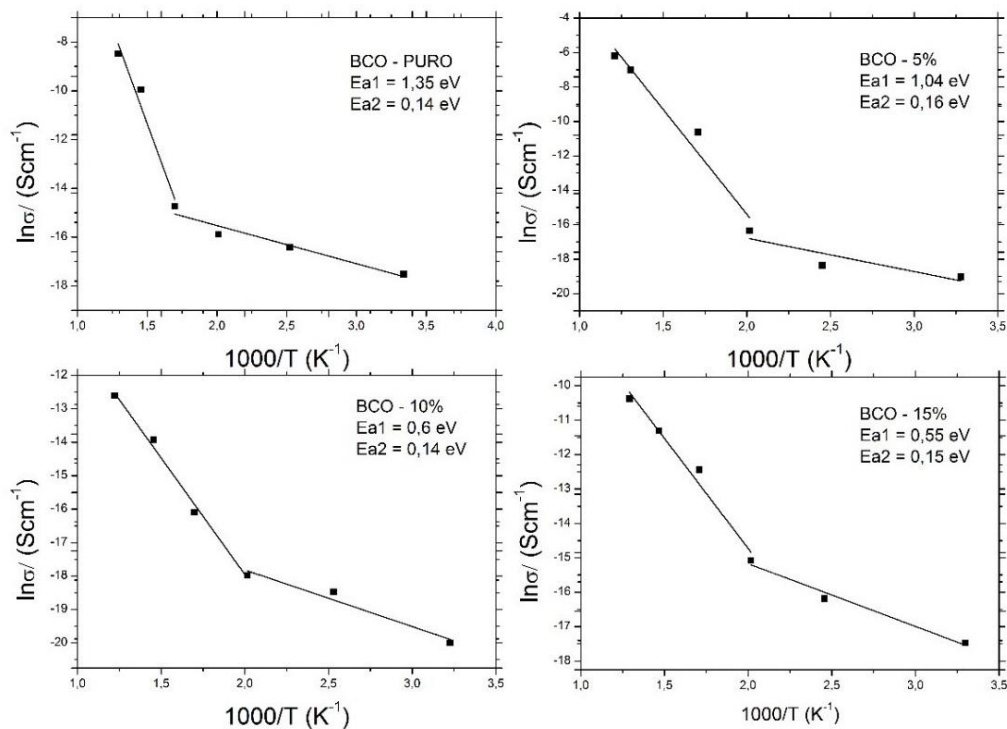 -8
-10
-12
-14
-16
-18
lnσ/ (Scm⁻¹)
BCO - PURO
Ea1 = 1,35 eV
Ea2 = 0,14 eV
1,0 1,5 2,0 2,5 3,0 3,5 4,0
1000/T (K⁻¹)
-4
-6
-8
-11
-12
-14
-16
-18
-21
lnσ/ (Scm⁻¹)
BCO - 5%
Ea1 = 1,04 eV
Ea2 = 0,16 eV
1,0 1,5 2,0 2,5 3,0 3,5
1000/T (K⁻¹)
-12
-13
-14
-15
-16
-17
-18
-19
-20
lnσ/ (Scm⁻¹)
BCO - 10%
Ea1 = 0,6 eV
Ea2 = 0,14 eV
1,0 1,5 2,0 2,5 3,0 3,5
1000/T (K⁻¹)
-10
-11
-12
-13
-14
-15
-16
-17
-18
lnσ/ (Scm⁻¹)
BCO - 15%
Ea1 = 0,55 eV
Ea2 = 0,15 eV
1,0 1,5 2,0 2,5 3,0 3,5
1000/T (K⁻¹)